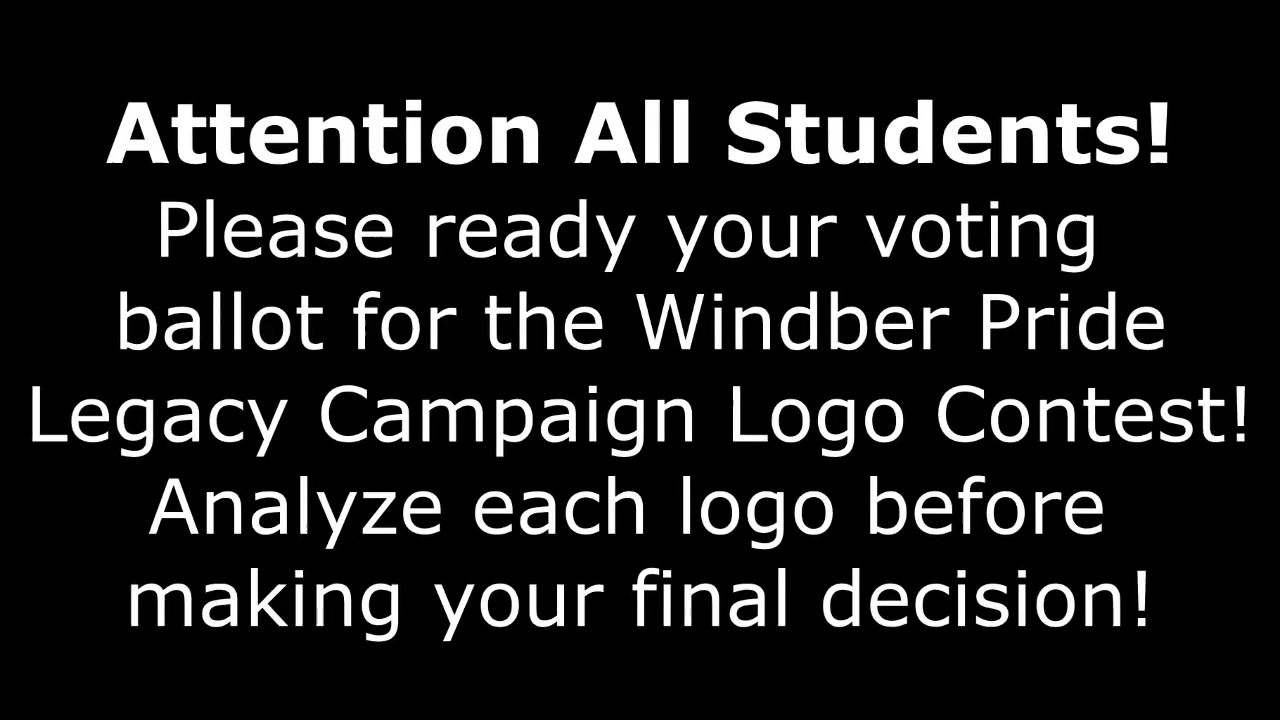 Attention All Students!
Please ready your voting
ballot for the Windber Pride
Legacy Campaign Logo Contest!
Analyze each logo before
making your final decision!